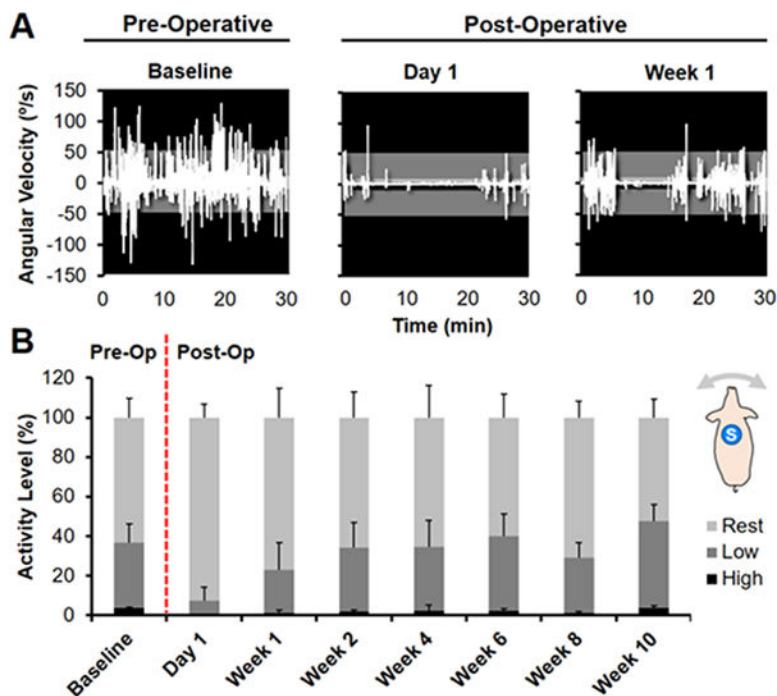 A
Pre-Operative
Post-Operative
Baseline
Day 1
Week 1
Angular Velocity (°/s)
150
100
50
0
-50
-100
-150
0 10 20 30
0 10 20 30
0 10 20 30
Time (min)
B
Pre-Op
Post-Op
Activity Level (%)
120
100
80
60
40
20
0
Baseline
Day 1
Week 1
Week 2
Week 4
Week 6
Week 8
Week 10
S
Rest
Low
High